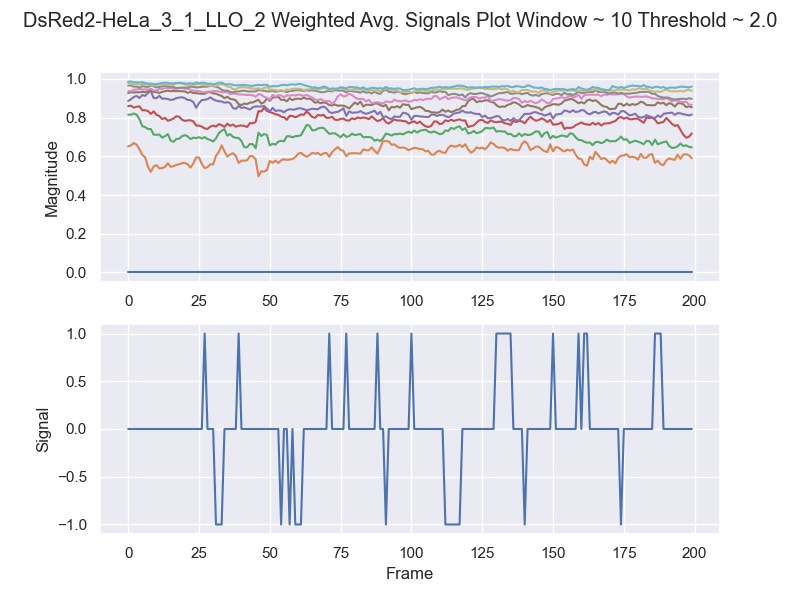 DsRed2-HeLa_3_1_LLO_2 Weighted Avg. Signals Plot Window ~ 10 Threshold ~ 2.0
1.0
0.8
0.6
0.4
0.2
0.0
Magnitude
0 25 50 75 100 125 150 175 200
1.0
0.5
0.0
−0.5
−1.0
Signal
0 25 50 75 100 125 150 175 200
Frame